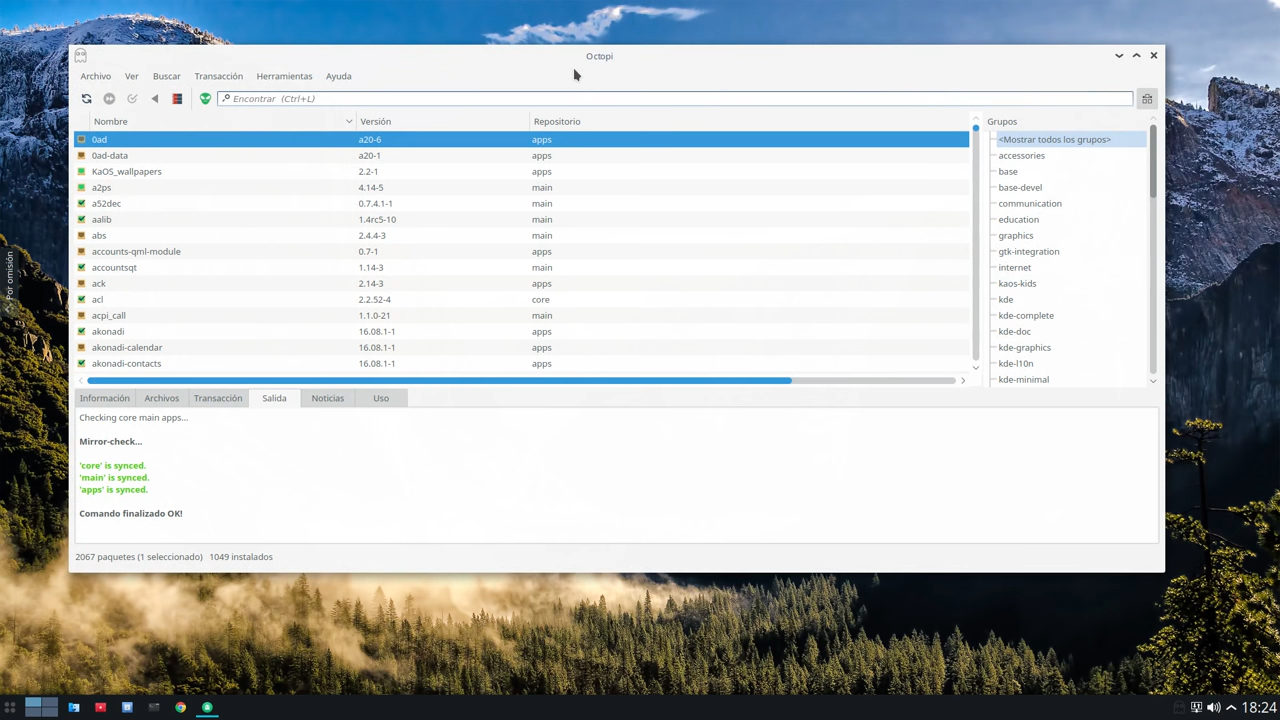 Octopi
Archivo Ver Buscar Transacción Herramientas Ayuda
Encontrar (Ctrl+L)
Nombre Versión Repositorio
0ad a20-6 apps
0ad-data a20-1 apps
KaOS_wallpapers 2.2-1 apps
a2ps 4.14-5 main
a52dec 0.7.4.1-1 main
aalib 1.4rc5-10 main
abs 2.4.4-3 main
accounts-qml-module 0.7-1 apps
accountsqt 1.14-3 main
ack 2.14-3 apps
acl 2.2.52-4 core
acpi_call 1.1.0-21 main
akonadi 16.08.1-1 apps
akonadi-calendar 16.08.1-1 apps
akonadi-contacts 16.08.1-1 apps
Grupos
<Mostrar todos los grupos>
accessories
base
base-devel
communication
education
graphics
gtk-integration
internet
kaos-kids
kde
kde-complete
kde-doc
kde-graphics
kde-l10n
kde-minimal
Por omisión
Información Archivos Transacción Salida Noticias Uso
Checking core main apps...
Mirror-check...
'core' is synced.
'main' is synced.
'apps' is synced.
Comando finalizado OK!
2067 paquetes (1 seleccionado) 1049 instalados
18:24